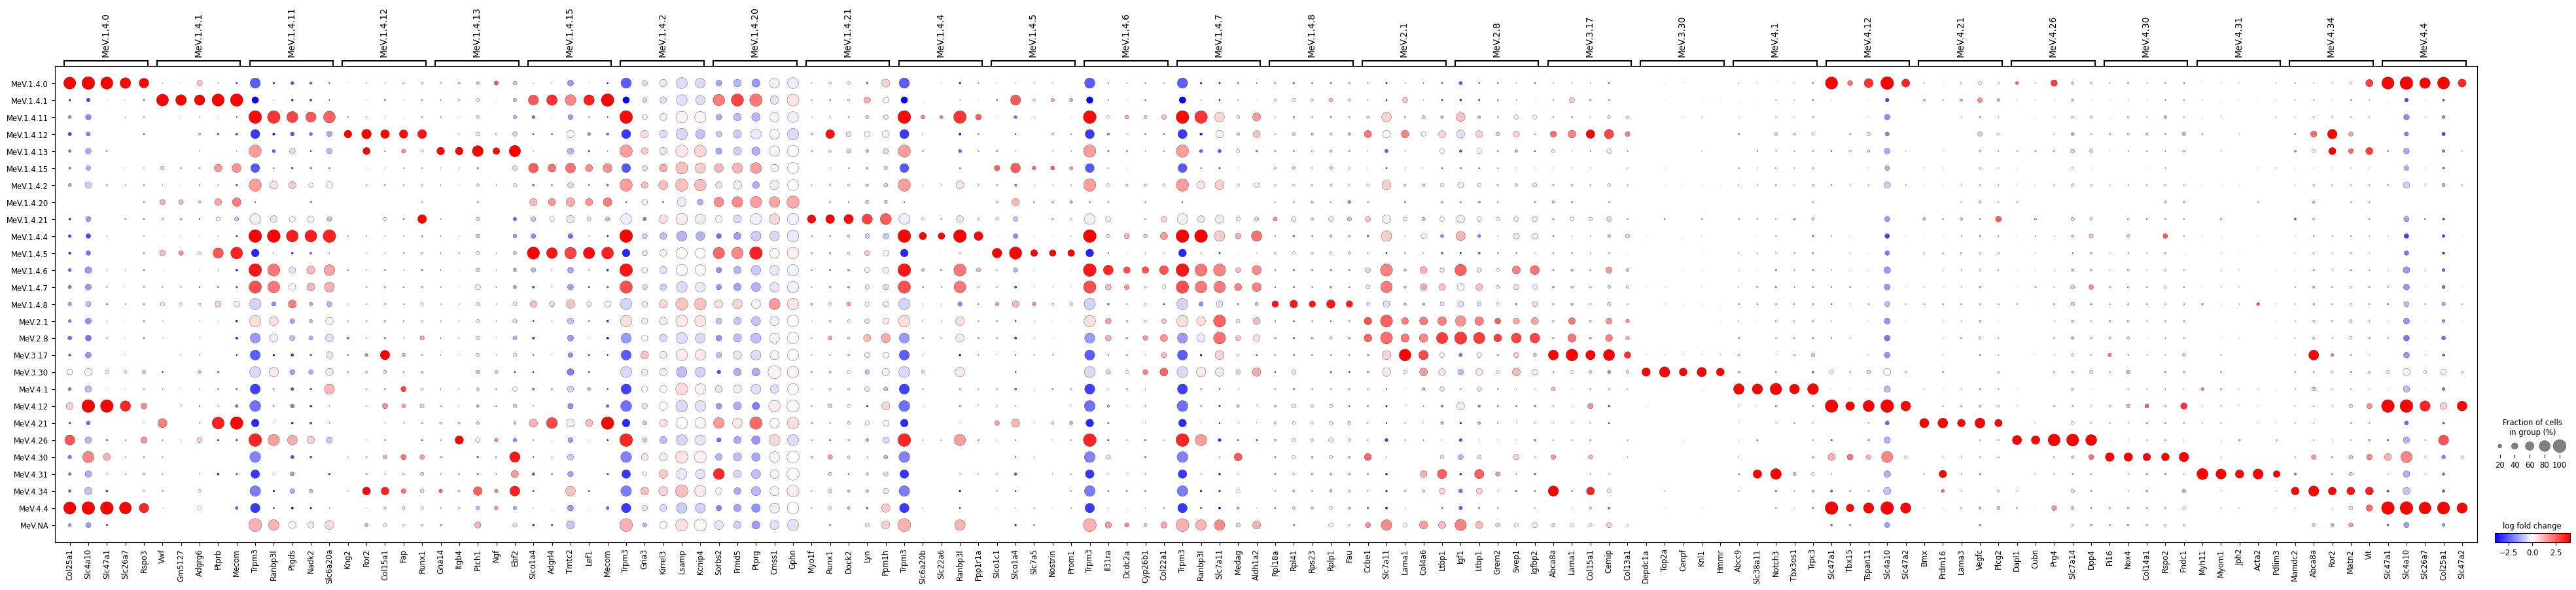 MeV.1.4.0 MeV.1.4.1 MeV.1.4.11 MeV.1.4.12 MeV.1.4.13 MeV.1.4.15 MeV.1.4.2 MeV.1.4.20 MeV.1.4.21 MeV.1.4.4 MeV.1.4.5 MeV.1.4.6 MeV.1.4.7 MeV.1.4.8 MeV.2.1 MeV.2.8 MeV.3.17 MeV.3.30 MeV.4.1 MeV.4.12 MeV.4.21 MeV.4.26 MeV.4.30 MeV.4.31 MeV.4.34 MeV.4.4
MeV.1.4.0
MeV.1.4.1
MeV.1.4.11
MeV.1.4.12
MeV.1.4.13
MeV.1.4.15
MeV.1.4.2
MeV.1.4.20
MeV.1.4.21
MeV.1.4.4
MeV.1.4.5
MeV.1.4.6
MeV.1.4.7
MeV.1.4.8
MeV.2.1
MeV.2.8
MeV.3.17
MeV.3.30
MeV.4.1
MeV.4.12
MeV.4.21
MeV.4.26
MeV.4.30
MeV.4.31
MeV.4.34
MeV.4.4
MeV.NA
Col25a1 Slc4a10 Slc47a1 Slc26a7 Rspo3 Vwf Gm5127 Adgrg6 Ptprb Mecom Trpm3 Ranbp3l Ptgds Nadk2 Slc6a20a Kng2 Ror2 Col15a1 Fap Runx1 Gna14 Itgb4 Ptch1 Ngf Ebf2 Slco1a4 Adgrl4 Tmtc2 Lef1 Mecom Trpm3 Gria3 Kirrel3 Lsamp Kcnip4 Sorbs2 Frmd5 Ptprg Cmss1 Gphn Myo1f Runx1 Dock2 Lyn Ppm1h Trpm3 Slc6a20b Slc22a6 Ranbp3l Ppp1r1a Slco1c1 Slco1a4 Slc7a5 Nostrin Prom1 Trpm3 Il31ra Dcdc2a Cyp26b1 Col22a1 Trpm3 Ranbp3l Slc7a11 Medag Aldh1a2 Rpl18a Rpl41 Rps23 Rplp1 Fau Ccbe1 Slc7a11 Lama1 Col4a6 Ltbp1 Igf1 Ltbp1 Grem2 Svep1 Igfbp2 Abca8a Lama1 Col15a1 Cemip Col13a1 Depdc1a Top2a Cenpf Knl1 Hmmr Abcc9 Slc38a11 Notch3 Tbx3os1 Trpc3 Slc47a1 Tbx15 Tspan11 Slc4a10 Slc47a2 Bmx Prdm16 Lama3 Vegfc Plcg2 Dapl1 Cubn Prg4 Slc7a14 Dpp4 Pi16 Nox4 Col14a1 Rspo2 Fndc1 Myh11 Myom1 Jph2 Acta2 Pdlim3 Mamdc2 Abca8a Ror2 Matn2 Vit Slc47a1 Slc4a10 Slc26a7 Col25a1 Slc47a2
Fraction of cells
in group (%)
20 40 60 80 100
log fold change
−2.5 0.0 2.5